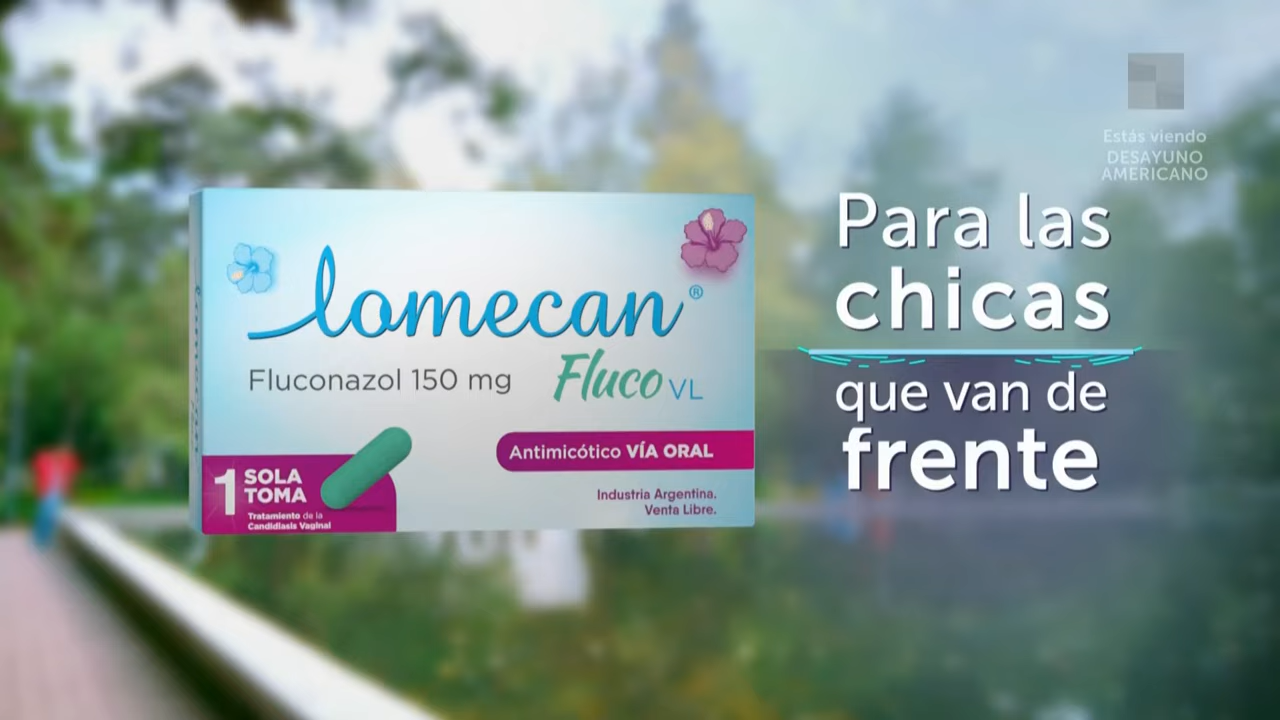 Estás viendo
DESAYUNO
AMERICANO
lomecan®
Fluconazol 150 mg
Fluco VL
Antimicótico VÍA ORAL
1 SOLA
TOMA
Tratamiento de la
Candidiasis Vaginal
Industria Argentina.
Venta Libre.
Para las
chicas
que van de
frente